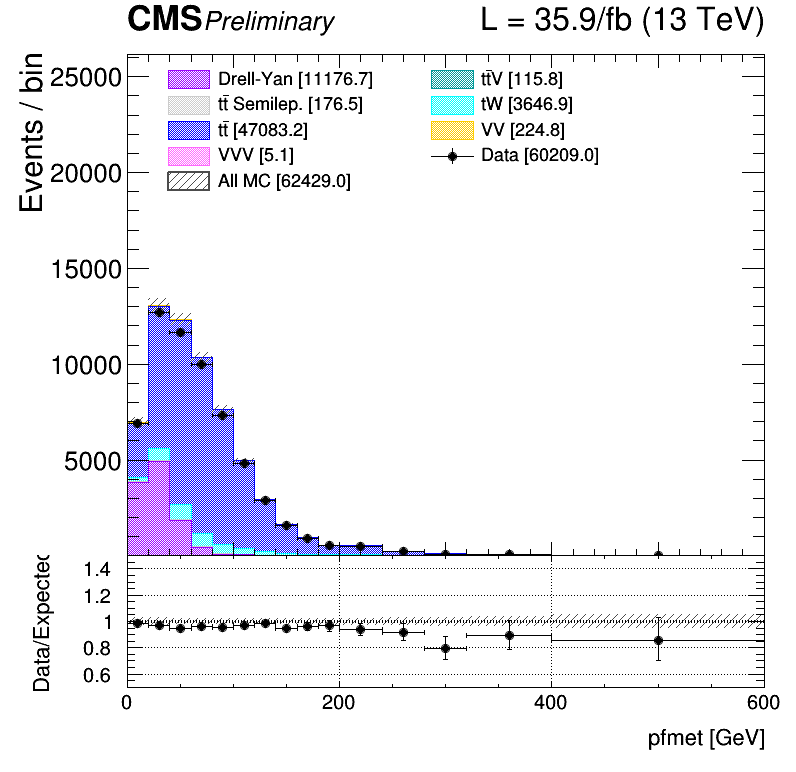 CMS Preliminary L = 35.9/fb (13 TeV)
Events / bin
25000
20000
15000
10000
5000
Drell-Yan [11176.7]
tt̄ Semilep. [176.5]
tt̄ [47083.2]
VVV [5.1]
All MC [62429.0]
tt̄V [115.8]
tW [3646.9]
VV [224.8]
Data [60209.0]
Data/Expected
1.4
1.2
1
0.8
0.6
0 200 400 600
pfmet [GeV]